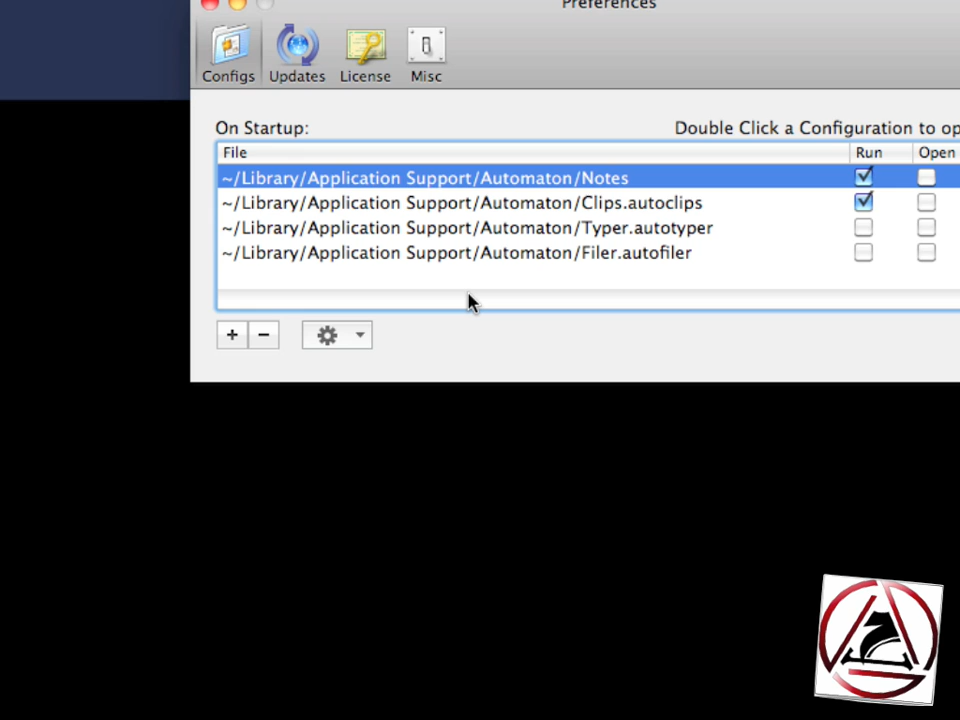 Preferences
Configs
Updates
License
Misc
On Startup:
Double Click a Configuration to op
File
Run
Open
~/Library/Application Support/Automaton/Notes
~/Library/Application Support/Automaton/Clips.autoclips
~/Library/Application Support/Automaton/Typer.autotyper
~/Library/Application Support/Automaton/Filer.autofiler